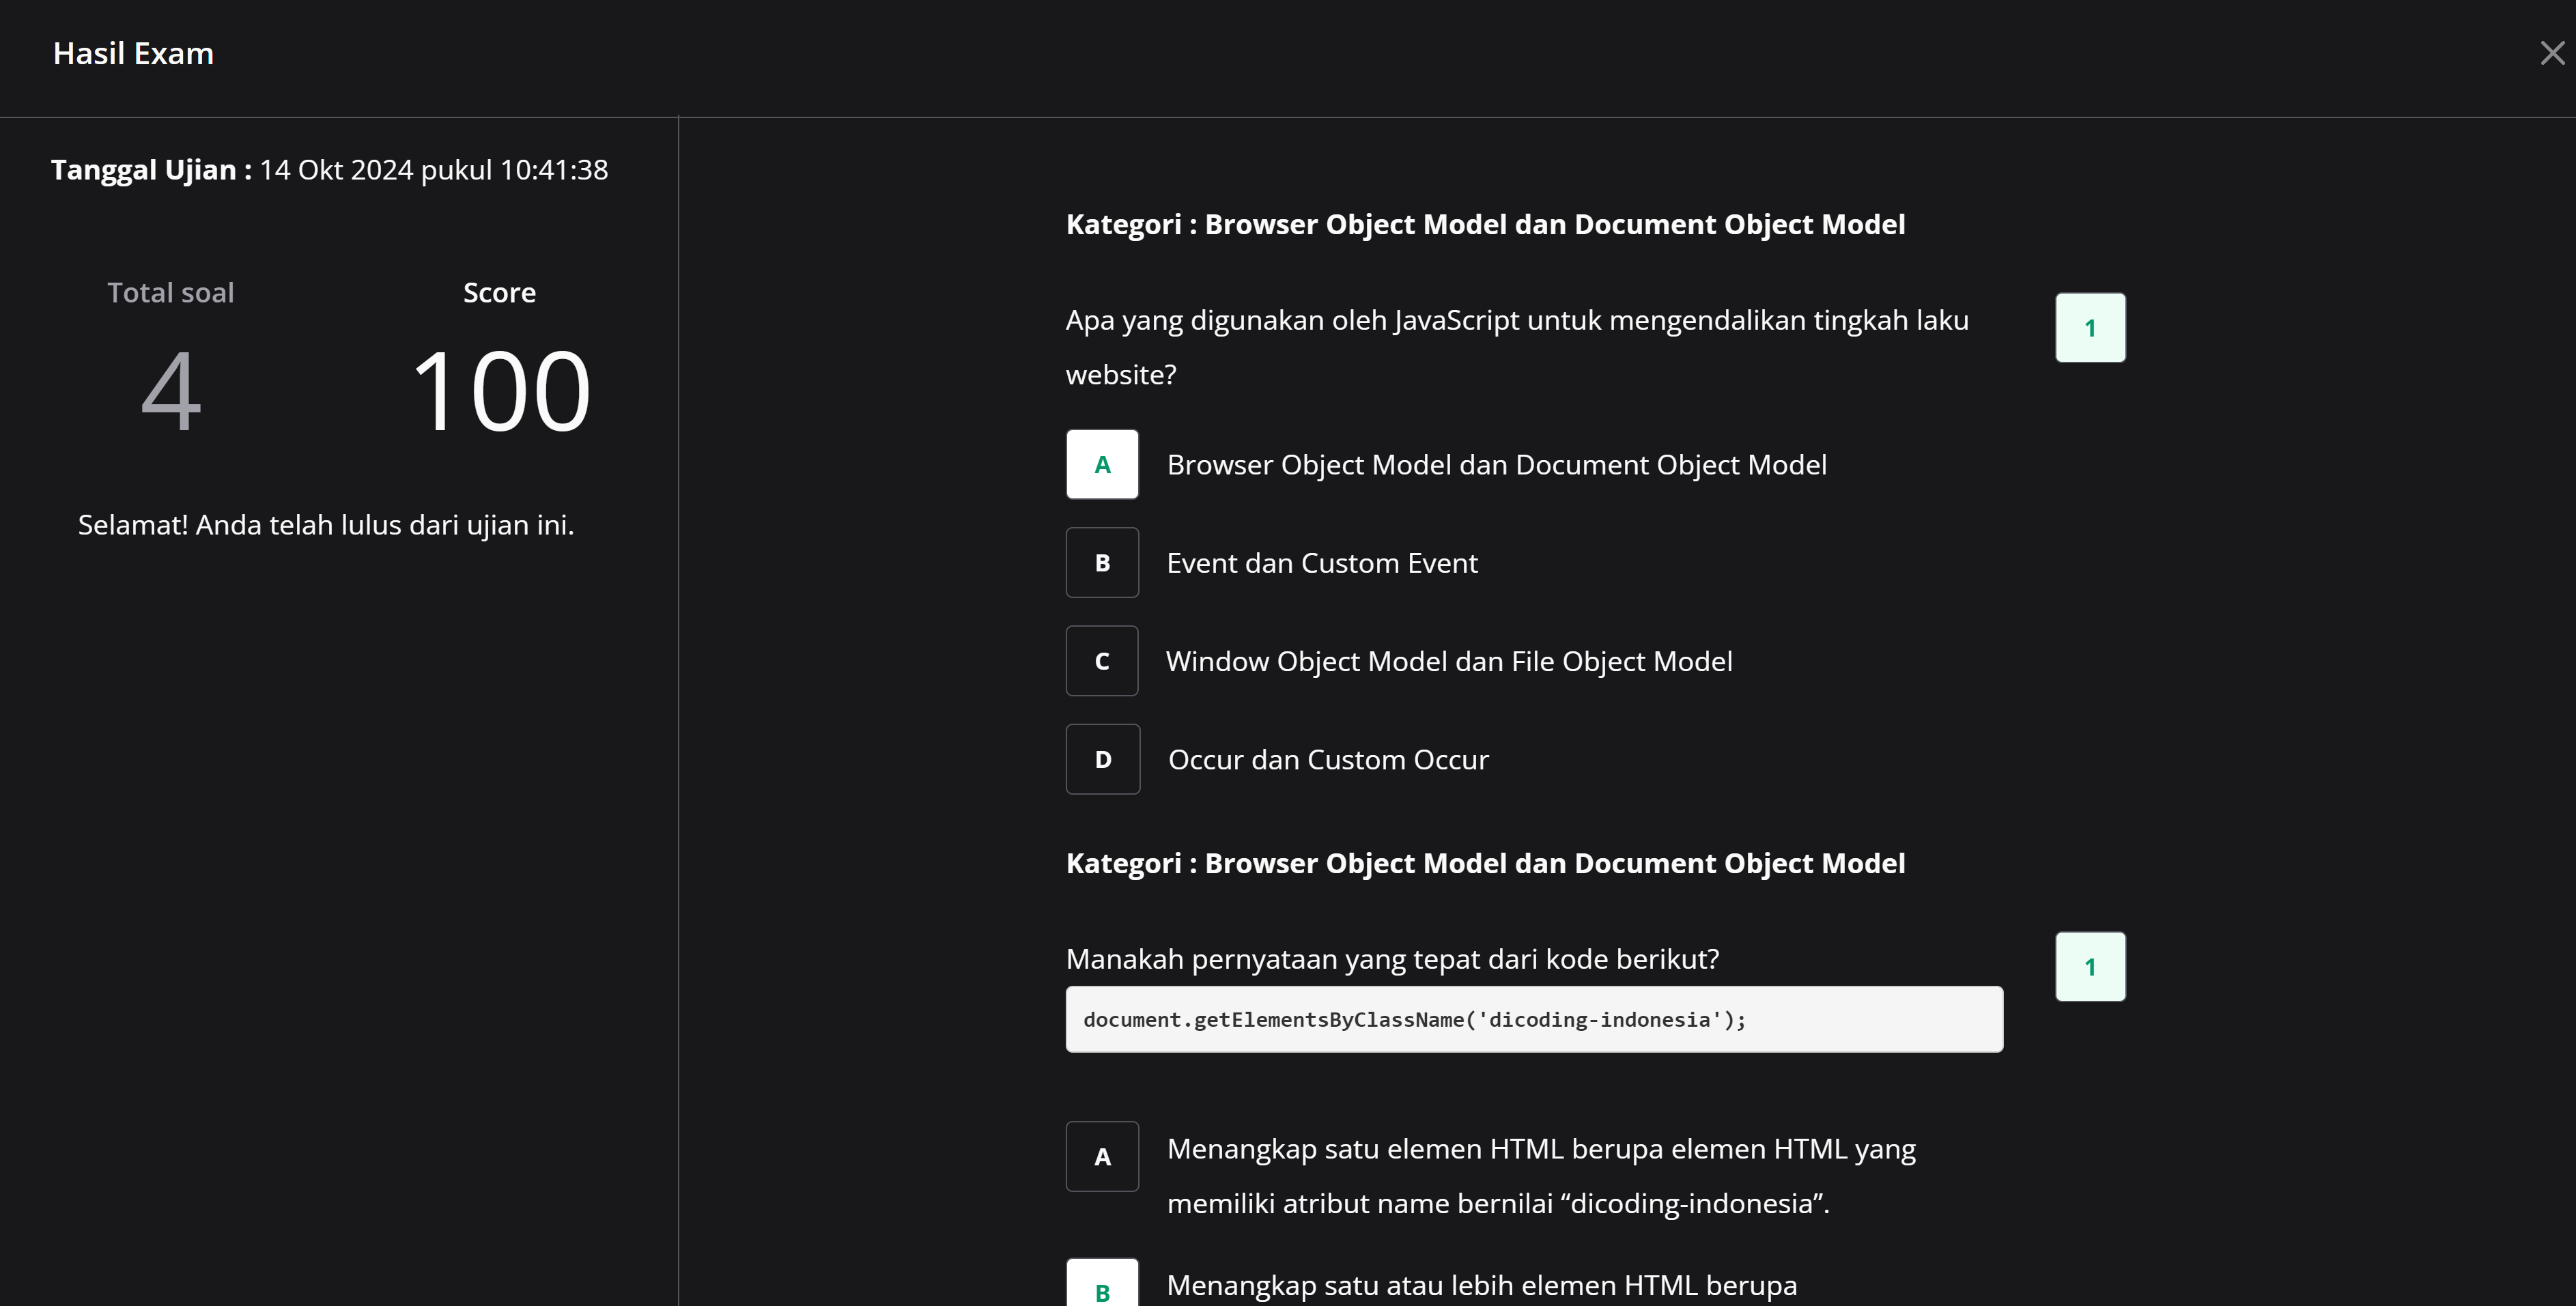 Hasil Exam
Tanggal Ujian : 14 Okt 2024 pukul 10:41:38
Total soal
4
Score
100
Selamat! Anda telah lulus dari ujian ini.
Kategori : Browser Object Model dan Document Object Model
Apa yang digunakan oleh JavaScript untuk mengendalikan tingkah laku
website?
1
A Browser Object Model dan Document Object Model
B Event dan Custom Event
C Window Object Model dan File Object Model
D Occur dan Custom Occur
Kategori : Browser Object Model dan Document Object Model
Manakah pernyataan yang tepat dari kode berikut?
1
document.getElementsByClassName('dicoding-indonesia');
A Menangkap satu elemen HTML berupa elemen HTML yang
memiliki atribut name bernilai “dicoding-indonesia”.
B Menangkap satu atau lebih elemen HTML berupa